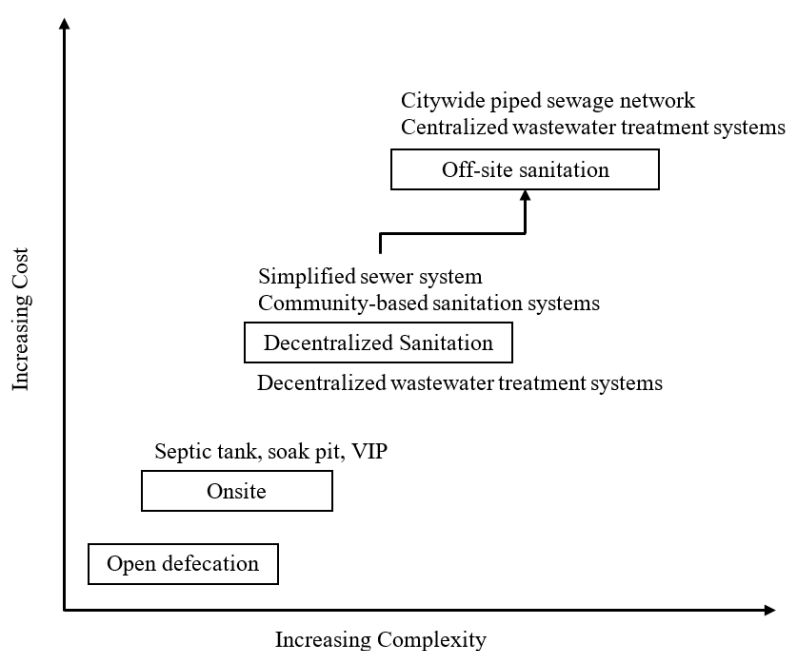 Citywide piped sewage network
Centralized wastewater treatment systems
Off-site sanitation
Simplified sewer system
Community-based sanitation systems
Decentralized Sanitation
Decentralized wastewater treatment systems
Septic tank, soak pit, VIP
Onsite
Open defecation
Increasing Cost
Increasing Complexity